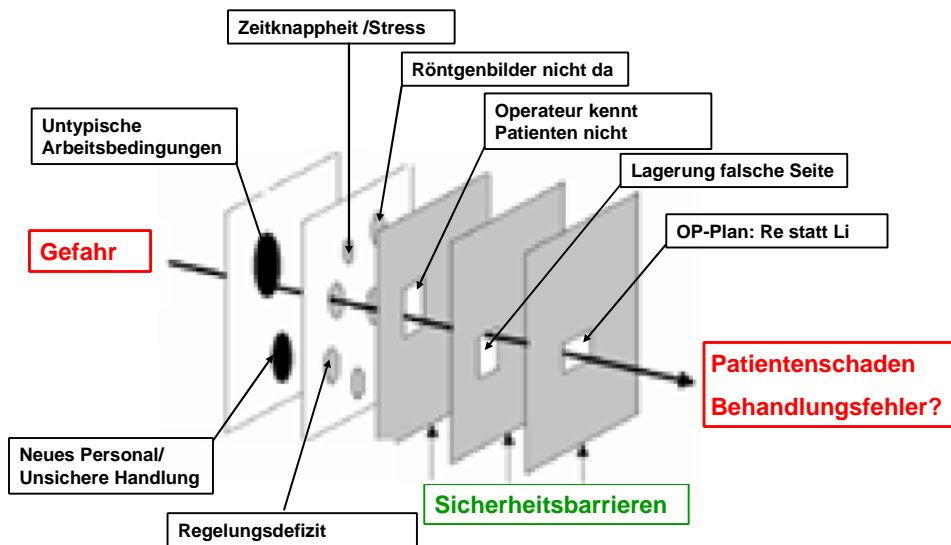 Zeitknappheit /Stress
Röntgenbilder nicht da
Operateur kennt
Patienten nicht
Untypische
Arbeitsbedingungen
Lagerung falsche Seite
OP-Plan: Re statt Li
Gefahr
Patientenschaden
Behandlungsfehler?
Neues Personal/
Unsichere Handlung
Sicherheitsbarrieren
Regelungsdefizit